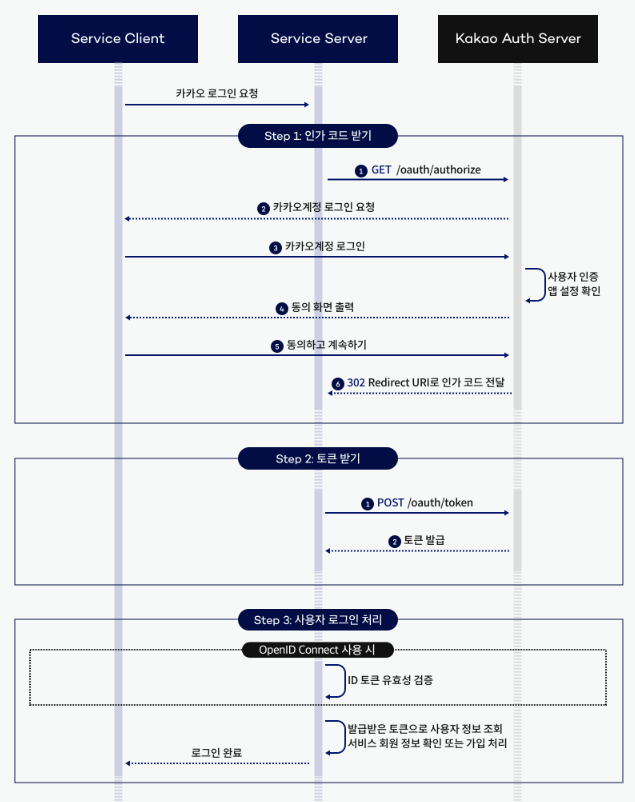 Service Client
Service Server
Kakao Auth Server
카카오 로그인 요청
Step 1: 인가 코드 받기
1 GET /oauth/authorize
2 카카오계정 로그인 요청
3 카카오계정 로그인
사용자 인증
앱 설정 확인
4 동의 화면 출력
5 동의하고 계속하기
6 302 Redirect URI로 인가 코드 전달
Step 2: 토큰 받기
1 POST /oauth/token
2 토큰 발급
Step 3: 사용자 로그인 처리
OpenID Connect 사용 시
ID 토큰 유효성 검증
발급받은 토큰으로 사용자 정보 조회
서비스 회원 정보 확인 또는 가입 처리
로그인 완료